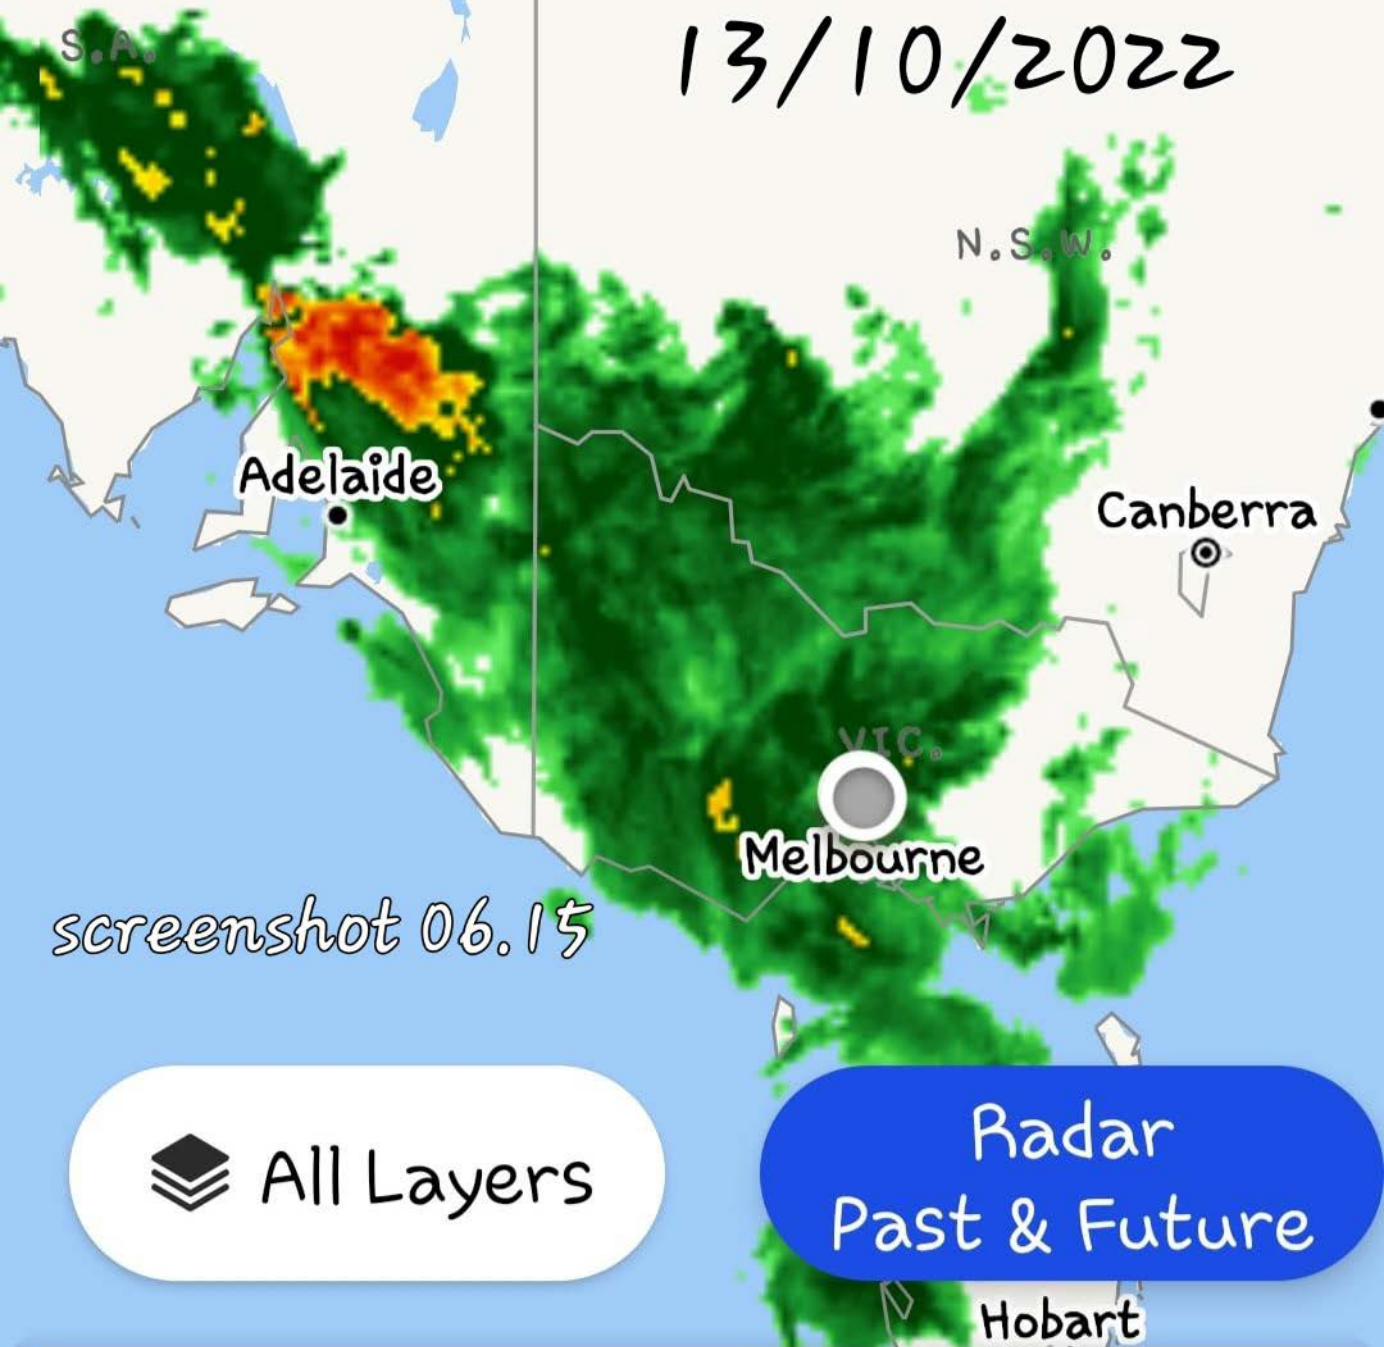 S.A.
13/10/2022
N.S.W.
Adelaide
Canberra
VIC.
Melbourne
screenshot 06.15
All Layers
Radar
Past & Future
Hobart